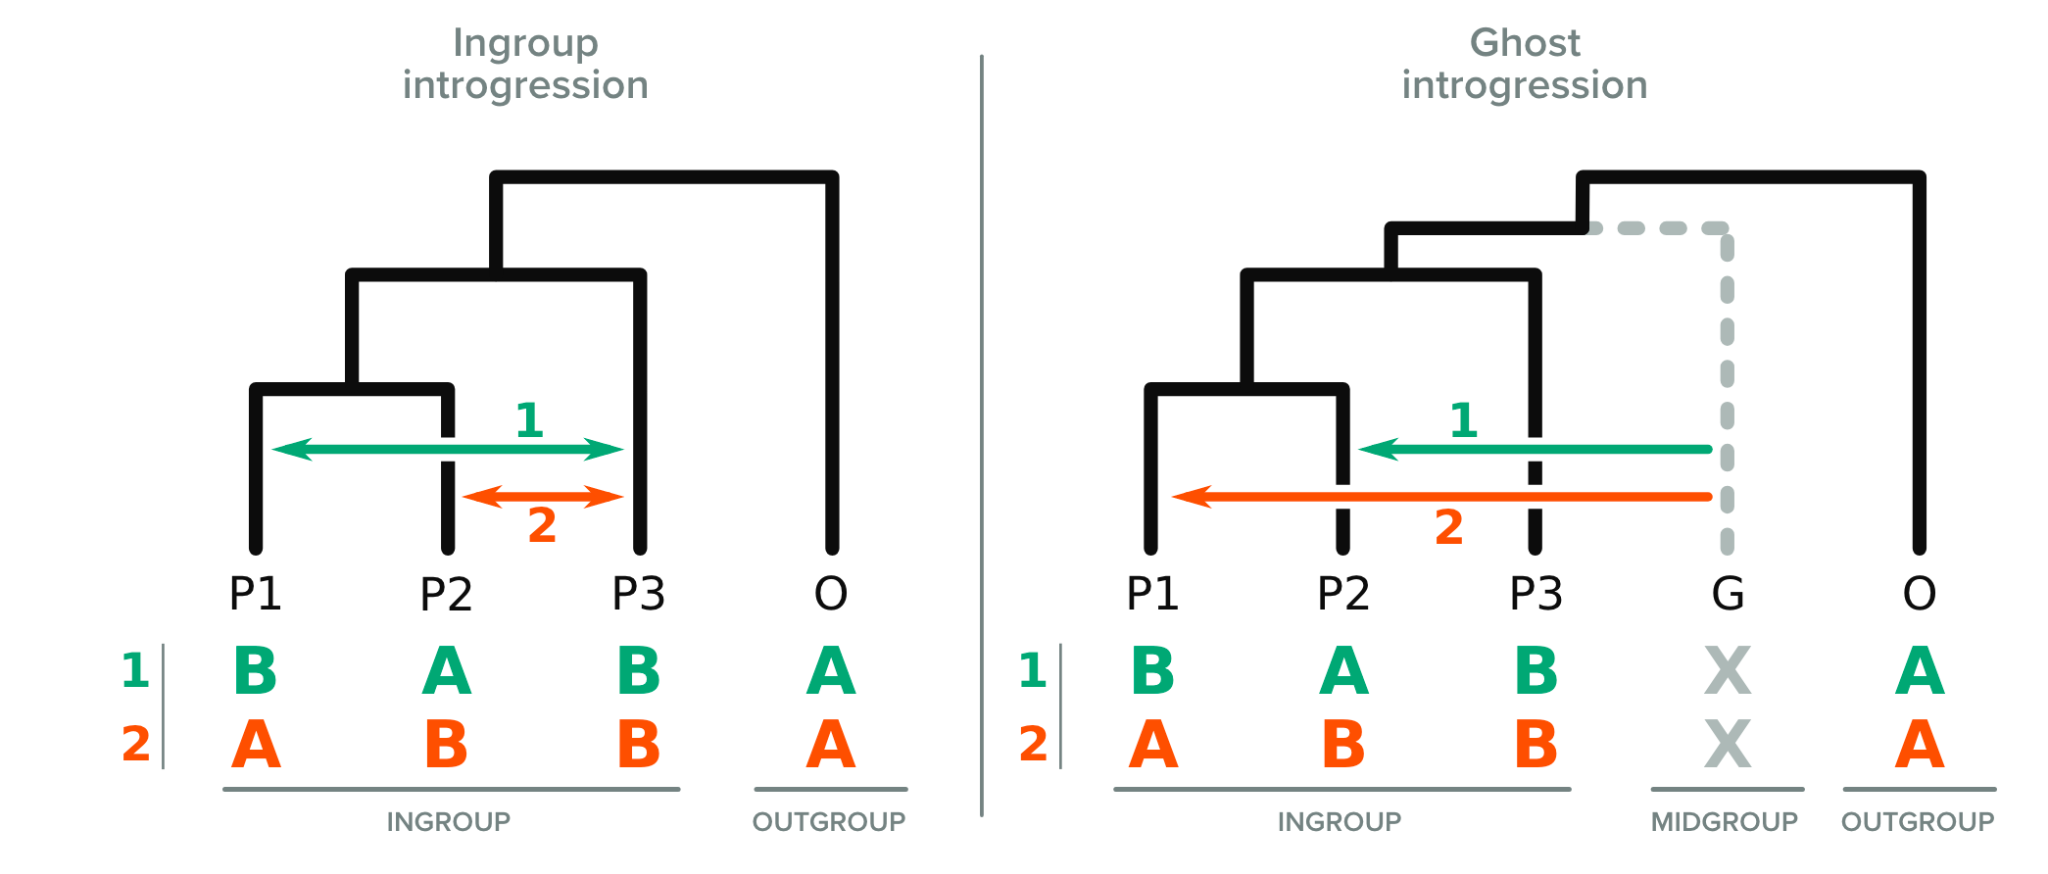 Ingroup
introgression
Ghost
introgression
1
2
1
2
P1 P2 P3 O
P1 P2 P3 G O
1 B A B A
2 A B B A
1 B A B X A
2 A B B X A
INGROUP OUTGROUP
INGROUP MIDGROUP OUTGROUP